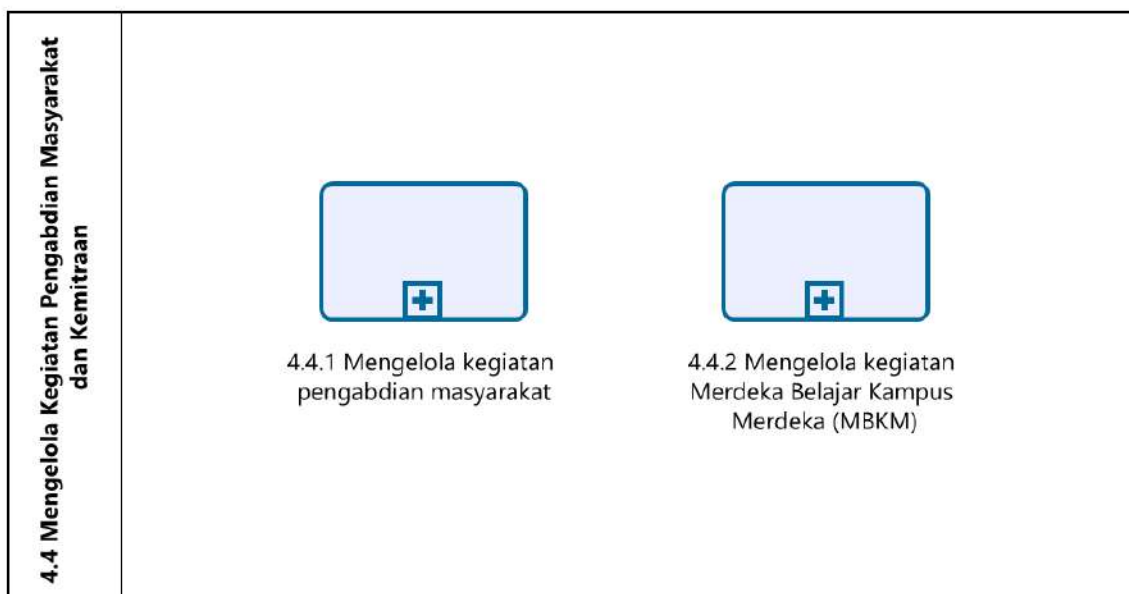 4.4 Mengelola Kegiatan Pengabdian Masyarakat
dan Kemitraan
4.4.1 Mengelola kegiatan
pengabdian masyarakat
4.4.2 Mengelola kegiatan
Merdeka Belajar Kampus
Merdeka (MBKM)